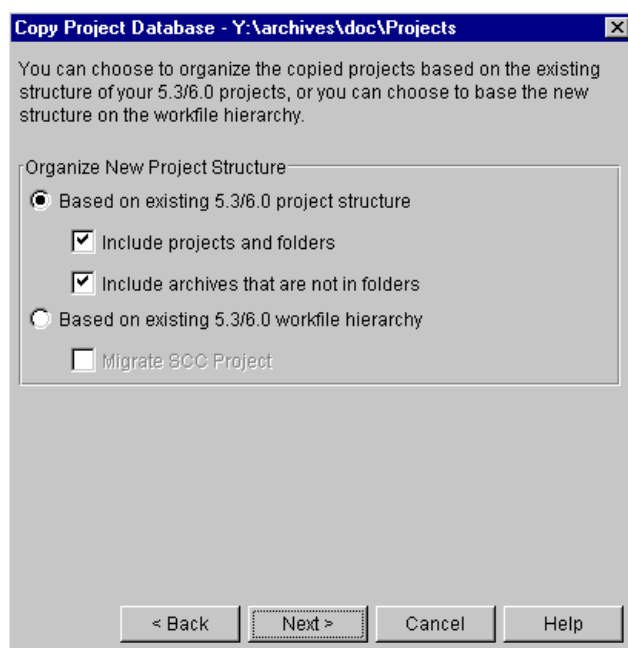 Copy Project Database - Y:\archives\doc\Projects
You can choose to organize the copied projects based on the existing
structure of your 5.3/6.0 projects, or you can choose to base the new
structure on the workfile hierarchy.
Organize New Project Structure
Based on existing 5.3/6.0 project structure
Include projects and folders
Include archives that are not in folders
Based on existing 5.3/6.0 workfile hierarchy
Migrate SCC Project
< Back Next > Cancel Help